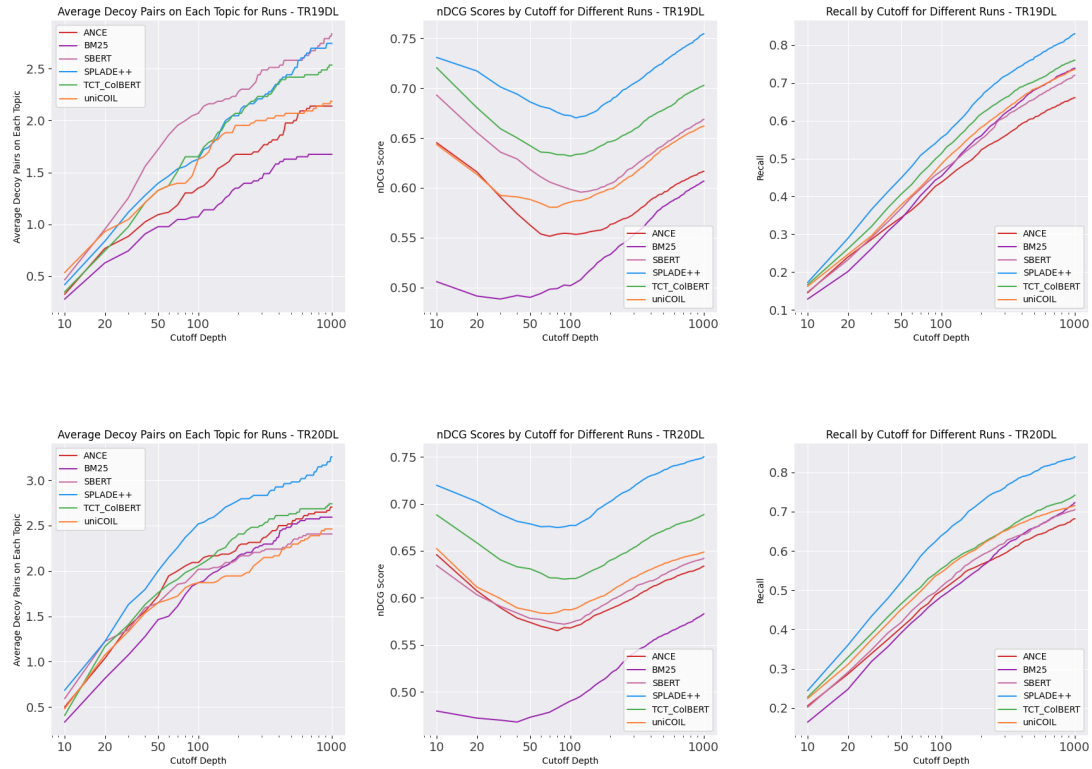 Average Decoy Pairs on Each Topic for Runs - TR19DL
Average Decoy Pairs on Each Topic
2.5
2.0
1.5
1.0
0.5
ANCE
BM25
SBERT
SPLADE++
TCT_ColBERT
uniCOIL
10
20
50
100
1000
Cutoff Depth
nDCG Scores by Cutoff for Different Runs - TR19DL
nDCG Score
0.75
0.70
0.65
0.60
0.55
0.50
ANCE
BM25
SBERT
SPLADE++
TCT_ColBERT
uniCOIL
10
20
50
100
1000
Cutoff Depth
Recall by Cutoff for Different Runs - TR19DL
Recall
0.8
0.7
0.6
0.5
0.4
0.3
0.2
0.1
ANCE
BM25
SBERT
SPLADE++
TCT_ColBERT
uniCOIL
10
20
50
100
1000
Cutoff Depth
Average Decoy Pairs on Each Topic for Runs - TR20DL
Average Decoy Pairs on Each Topic
3.0
2.5
2.0
1.5
1.0
0.5
ANCE
BM25
SBERT
SPLADE++
TCT_ColBERT
uniCOIL
10
20
50
100
1000
Cutoff Depth
nDCG Scores by Cutoff for Different Runs - TR20DL
nDCG Score
0.75
0.70
0.65
0.60
0.55
0.50
ANCE
BM25
SBERT
SPLADE++
TCT_ColBERT
uniCOIL
10
20
50
100
1000
Cutoff Depth
Recall by Cutoff for Different Runs - TR20DL
Recall
0.8
0.7
0.6
0.5
0.4
0.3
0.2
ANCE
BM25
SBERT
SPLADE++
TCT_ColBERT
uniCOIL
10
20
50
100
1000
Cutoff Depth